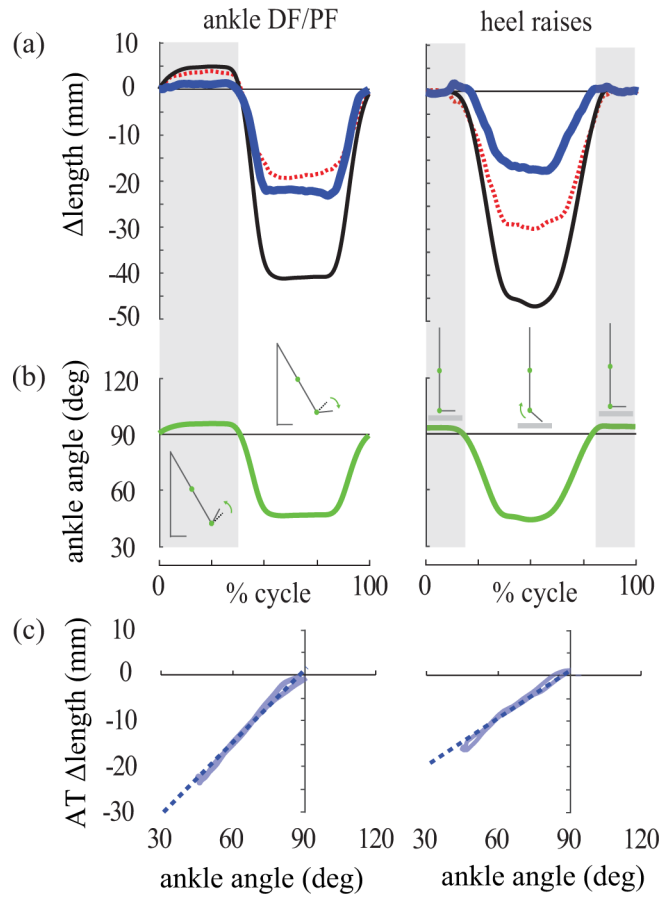 ankle DF/PF heel raises
(a)
10
0
-10
-20
-30
-40
-50
Δlength (mm)
(b)
120
90
60
30
ankle angle (deg)
0 % cycle 100 0 % cycle 100
(c)
10
0
-10
-20
-30
AT Δlength (mm)
30 60 90 120 30 60 90 120
ankle angle (deg) ankle angle (deg)